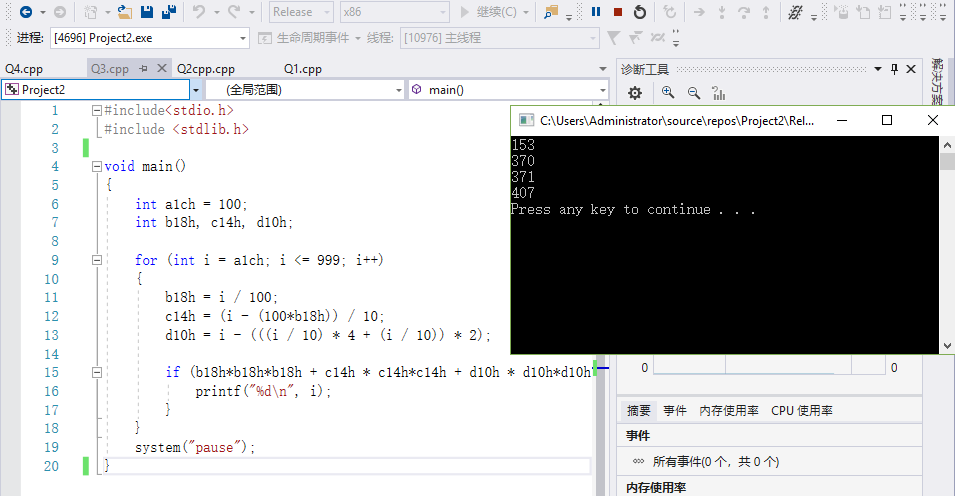 Release x86 继续(C)
进程: [4696] Project2.exe 生命周期事件 线程: [10976] 主线程
Q4.cpp Q3.cpp Q2cpp.cpp Q1.cpp
Project2 (全局范围) main()
1 #include<stdio.h>
2 #include <stdlib.h>
3
4 void main()
5 {
6 int a1ch = 100;
7 int b18h, c14h, d10h;
8
9 for (int i = a1ch; i <= 999; i++)
10 {
11 b18h = i / 100;
12 c14h = (i - (100*b18h)) / 10;
13 d10h = i - (((i / 10) * 4 + (i / 10)) * 2);
14
15 if (b18h*b18h*b18h + c14h * c14h*c14h + d10h * d10h*d10h
16 printf("%d\n", i);
17 }
18 }
19 system("pause");
20 }
诊断工具
解决方案
C:\Users\Administrator\source\repos\Project2\Rel...
153
370
371
407
Press any key to continue . . .
0 0
摘要 事件 内存使用率 CPU 使用率
事件
所有事件(0 个，共 0 个)
内存使用率